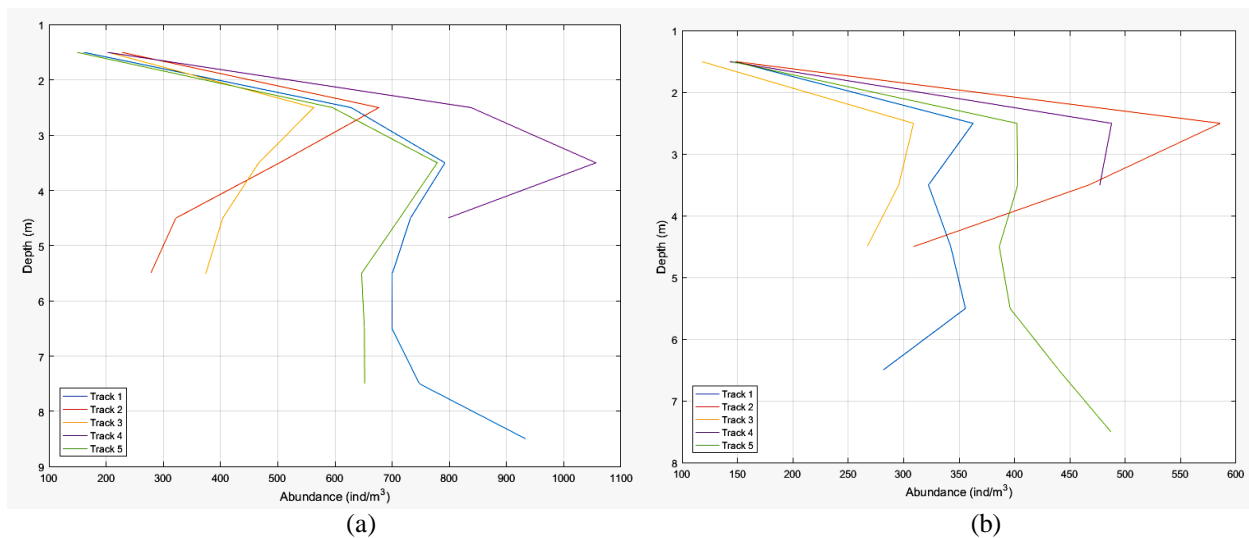 1
2
3
4
5
6
7
8
9
Depth (m)
100 200 300 400 500 600 700 800 900 1000 1100
Abundance (ind/m³)
Track 1
Track 2
Track 3
Track 4
Track 5
(a)
1
2
3
4
5
6
7
8
Depth (m)
100 150 200 250 300 350 400 450 500 550 600
Abundance (ind/m³)
Track 1
Track 2
Track 3
Track 4
Track 5
(b)